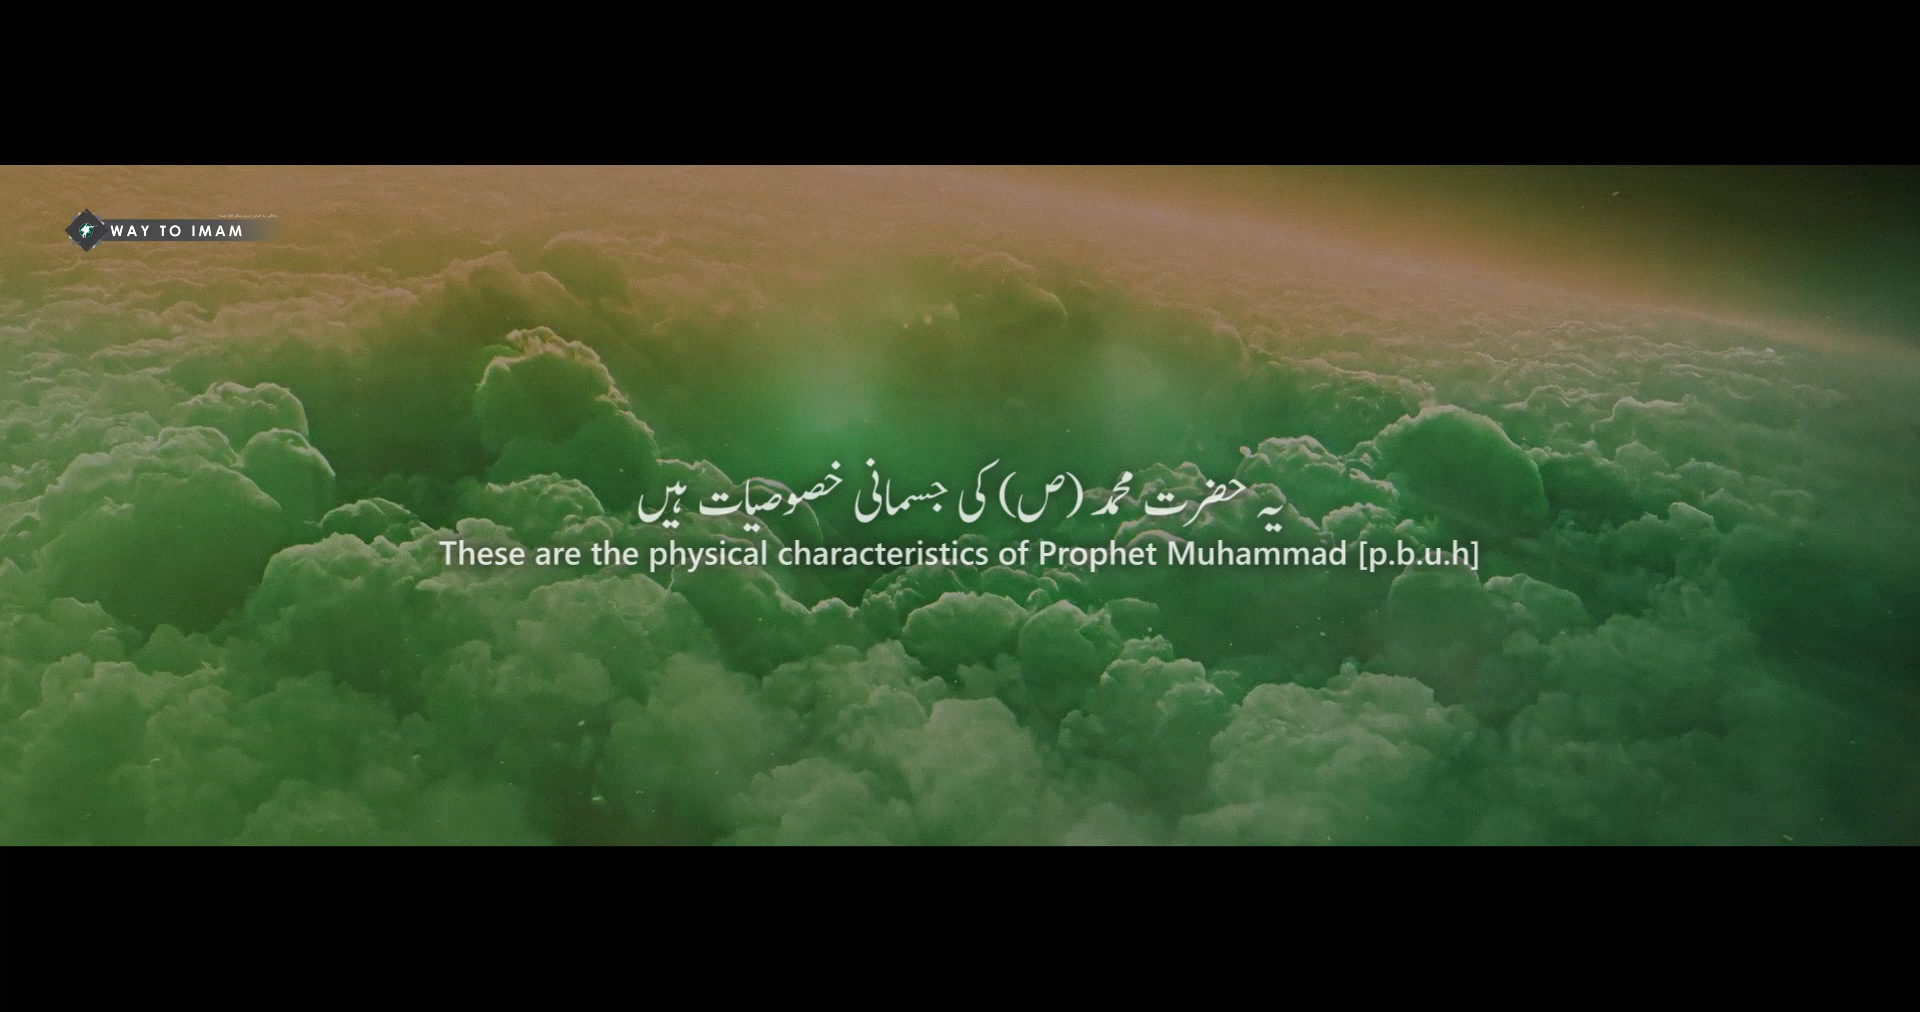 WAY TO IMAM
یہ حضرت محمد (ص) کی جسمانی خصوصیات ہیں
These are the physical characteristics of Prophet Muhammad [p.b.u.h]